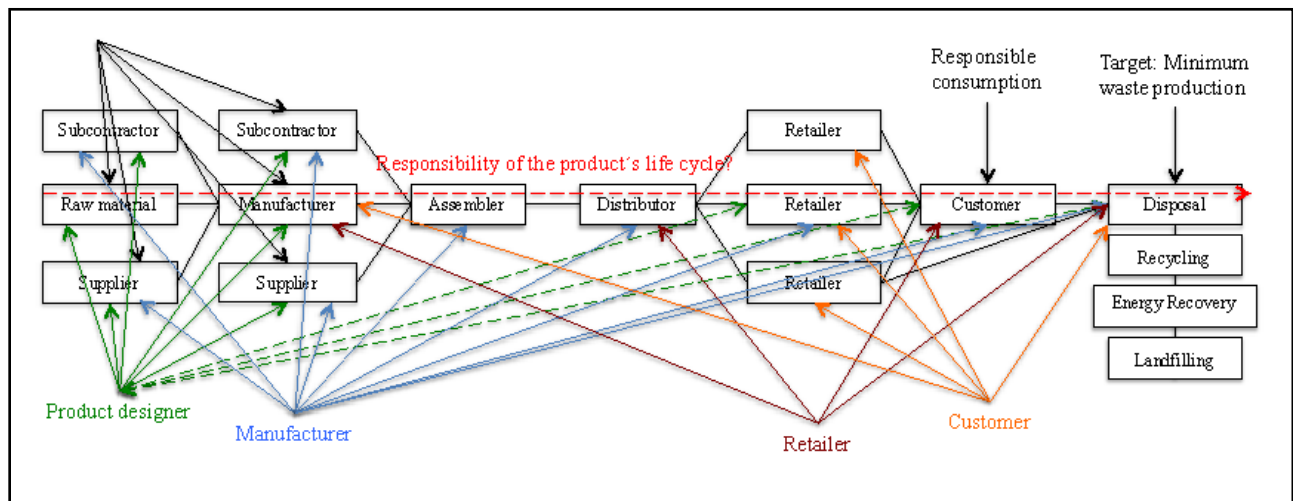 Responsible
consumption
Target: Minimum
waste production
Subcontractor
Subcontractor
Retailer
Responsibility of the product´s life cycle?
Raw material
Manufacturer
Assembler
Distributor
Retailer
Customer
Disposal
Recycling
Supplier
Supplier
Retailer
Energy Recovery
Landfilling
Product designer
Manufacturer
Retailer
Customer